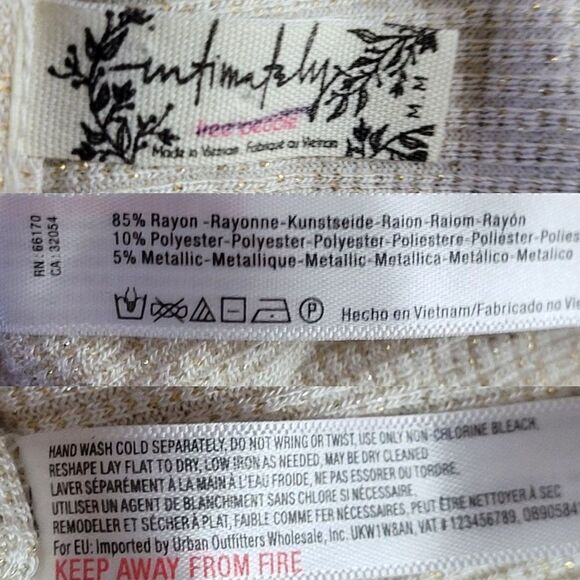 intimately
free people
Made in Vietnam Fabriqué au Vietnam
M M
RN: 66170
CA: 32054
85% Rayon -Rayonne-Kunstseide-Raion-Raiom-Rayón
10% Polyester-Polyester-Polyester-Poliestere-Poliéster-Polies
5% Metallic-Metallique-Metallic-Metallica-Metálico-Metalico
P
Hecho en Vietnam/Fabricado no Vi
HAND WASH COLD SEPARATELY, DO NOT WRING OR TWIST, USE ONLY NON-CHLORINE BLEACH,
RESHAPE LAY FLAT TO DRY, LOW IRON AS NEEDED, MAY BE DRY CLEANED
LAVER SÉPARÉMENT À LA MAIN À L'EAU FROIDE, NE PAS ESSORER OU TORDRE,
UTILISER UN AGENT DE BLANCHIMENT SANS CHLORE SI NÉCESSAIRE,
REMODELER ET SÉCHER À PLAT, FAIBLE COMME FER NÉCESSAIRES, PEUT ÊTRE NETTOYER À SEC
For EU: Imported by Urban Outfitters Wholesale, Inc. UKW1W8AN, VAT # 123456789, OB90584
KEEP AWAY FROM FIRE